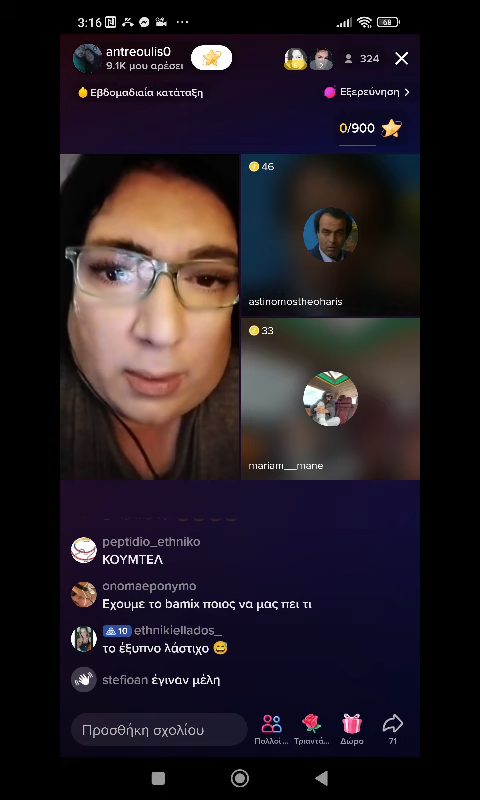 3:16
68
antreoulis0
9.1K μου αρέσει
324
Εβδομαδιαία κατάταξη
Εξερεύνηση
0/900
46
astinomostheoharis
33
mariam__mane
peptidio_ethniko
ΚΟΥΜΤΕΛ
onomaeponymo
Εχουμε το bamix ποιος να μας πει τι
10 ethnikiellados_
το έξυπνο λάστιχο 😅
stefioan έγιναν μέλη
Προσθήκη σχολίου
Πολλοί...
Τριαντά...
Δώρο
71